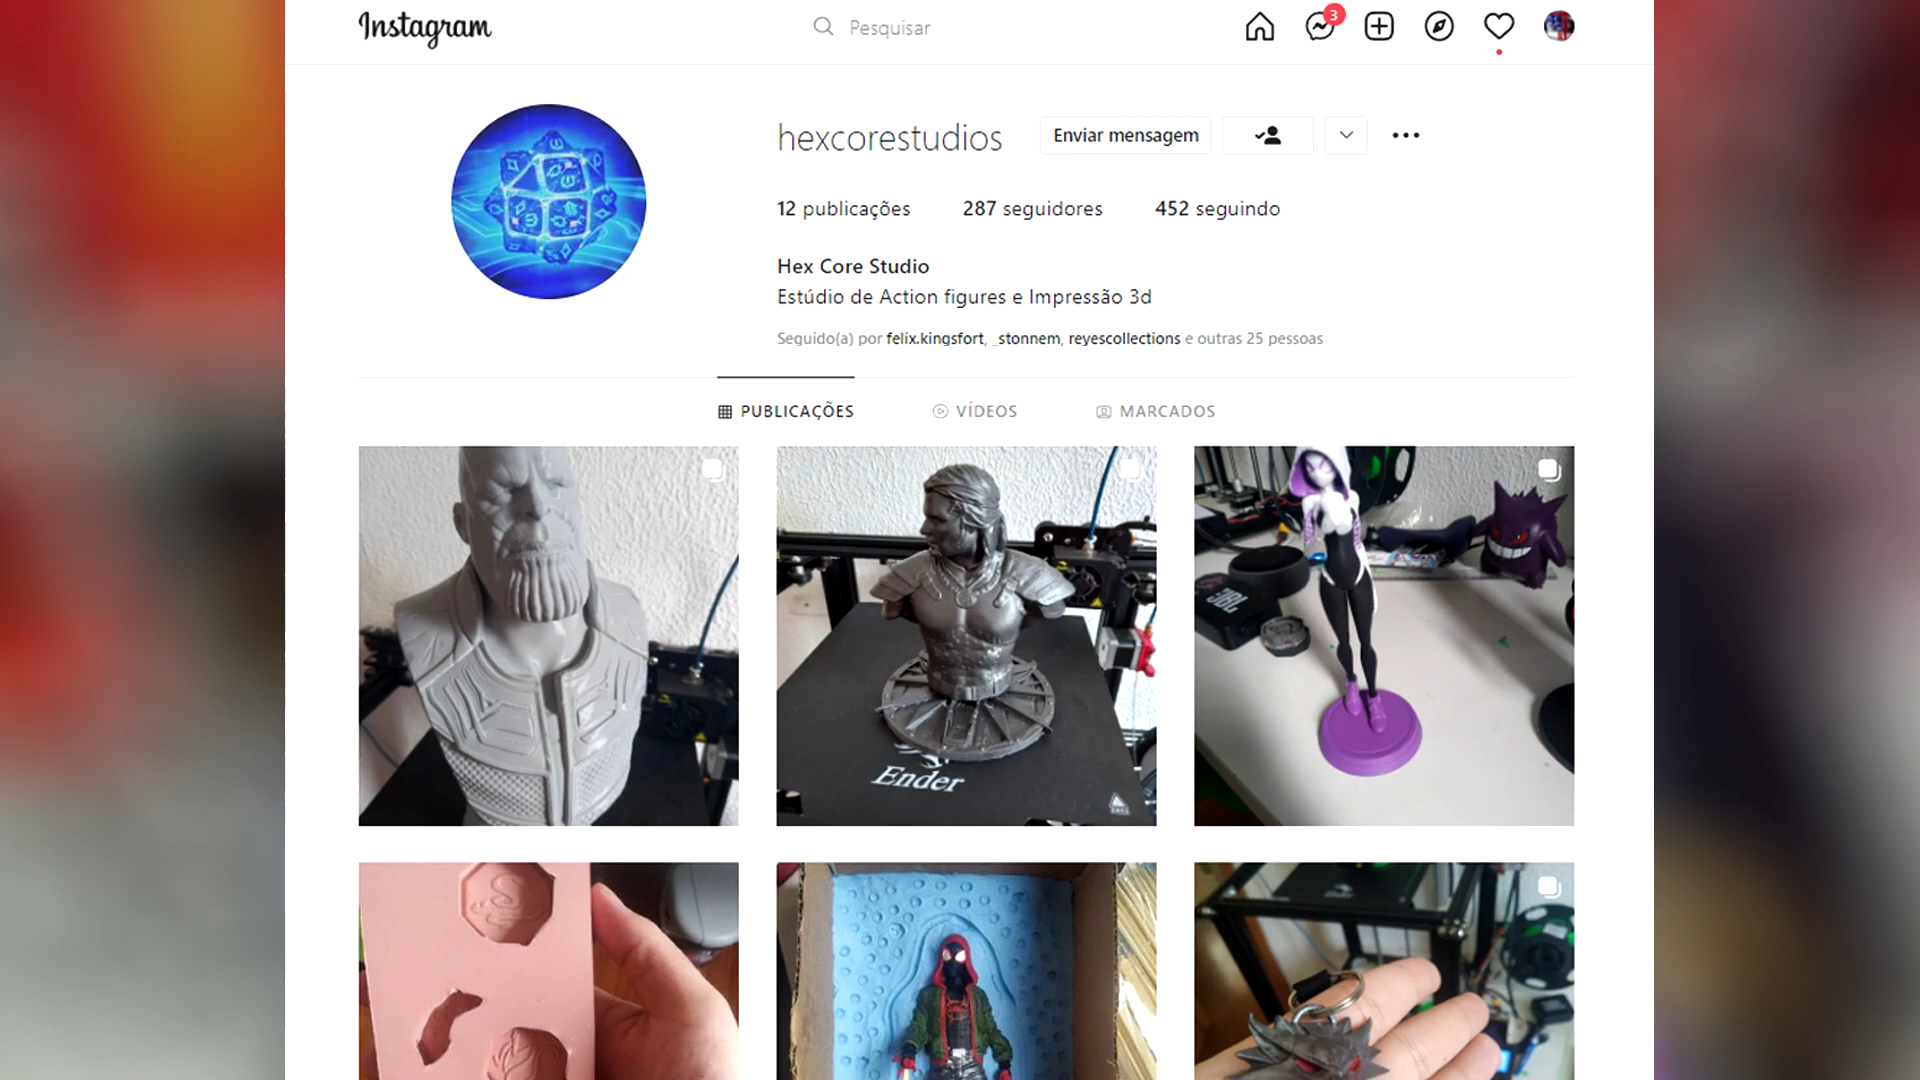 Instagram
Pesquisar
3
hexcorestudios
Enviar mensagem
12 publicações 287 seguidores 452 seguindo
Hex Core Studio
Estúdio de Action figures e Impressão 3d
Seguido(a) por felix.kingsfort, _stonnem, reyescollections e outras 25 pessoas
PUBLICAÇÕES VÍDEOS MARCADOS
JBL
Ender